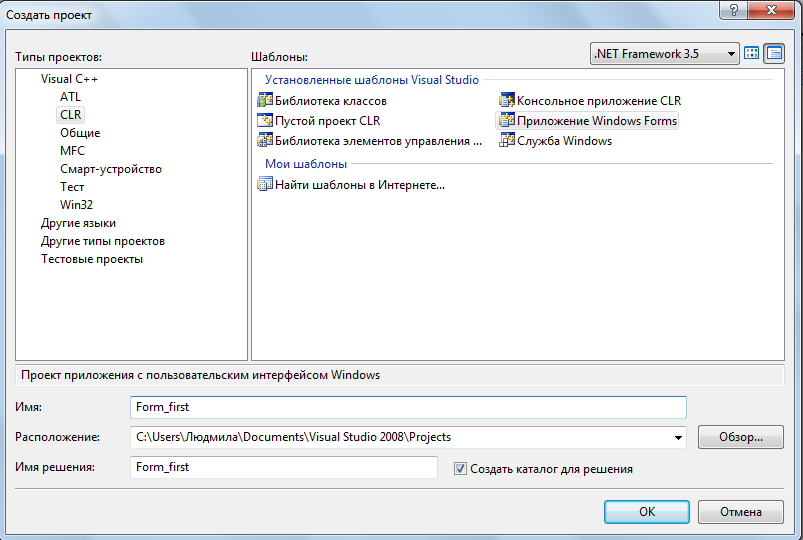 Создать проект
Типы проектов:
Шаблоны:
.NET Framework 3.5
Visual C++
ATL
CLR
Общие
MFC
Смарт-устройство
Тест
Win32
Другие языки
Другие типы проектов
Тестовые проекты
Установленные шаблоны Visual Studio
Библиотека классов
Консольное приложение CLR
Пустой проект CLR
Приложение Windows Forms
Библиотека элементов управления ...
Служба Windows
Мои шаблоны
Найти шаблоны в Интернете...
Проект приложения с пользовательским интерфейсом Windows
Имя:
Form_first
Расположение:
C:\Users\Людмила\Documents\Visual Studio 2008\Projects
Обзор...
Имя решения:
Form_first
Создать каталог для решения
OK
Отмена